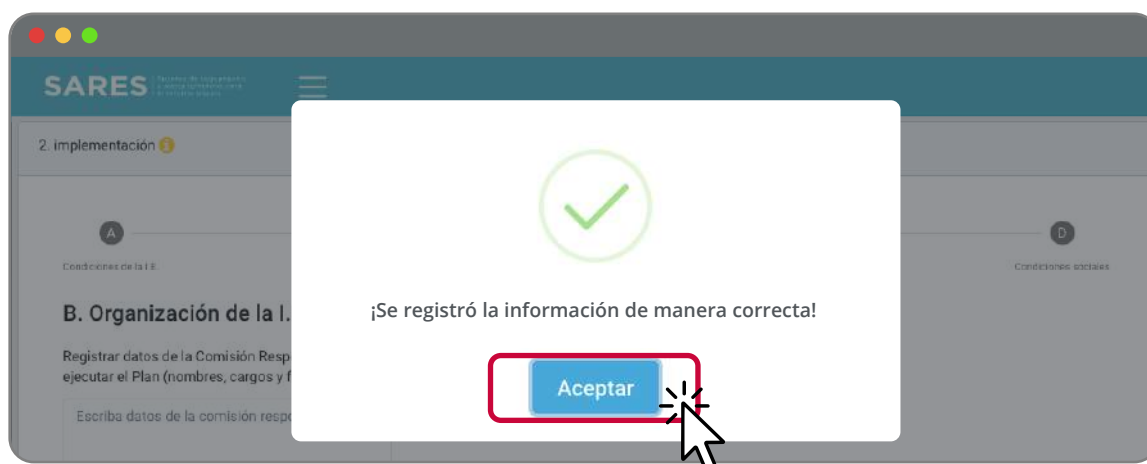 SARES
2. implementación
A
D
Condiciones de la I.E.
Condiciones sociales
B. Organización de la I.
¡Se registró la información de manera correcta!
Registrar datos de la Comisión Resp
ejecutar el Plan (nombres, cargos y f
Aceptar
Escriba datos de la comisión respo